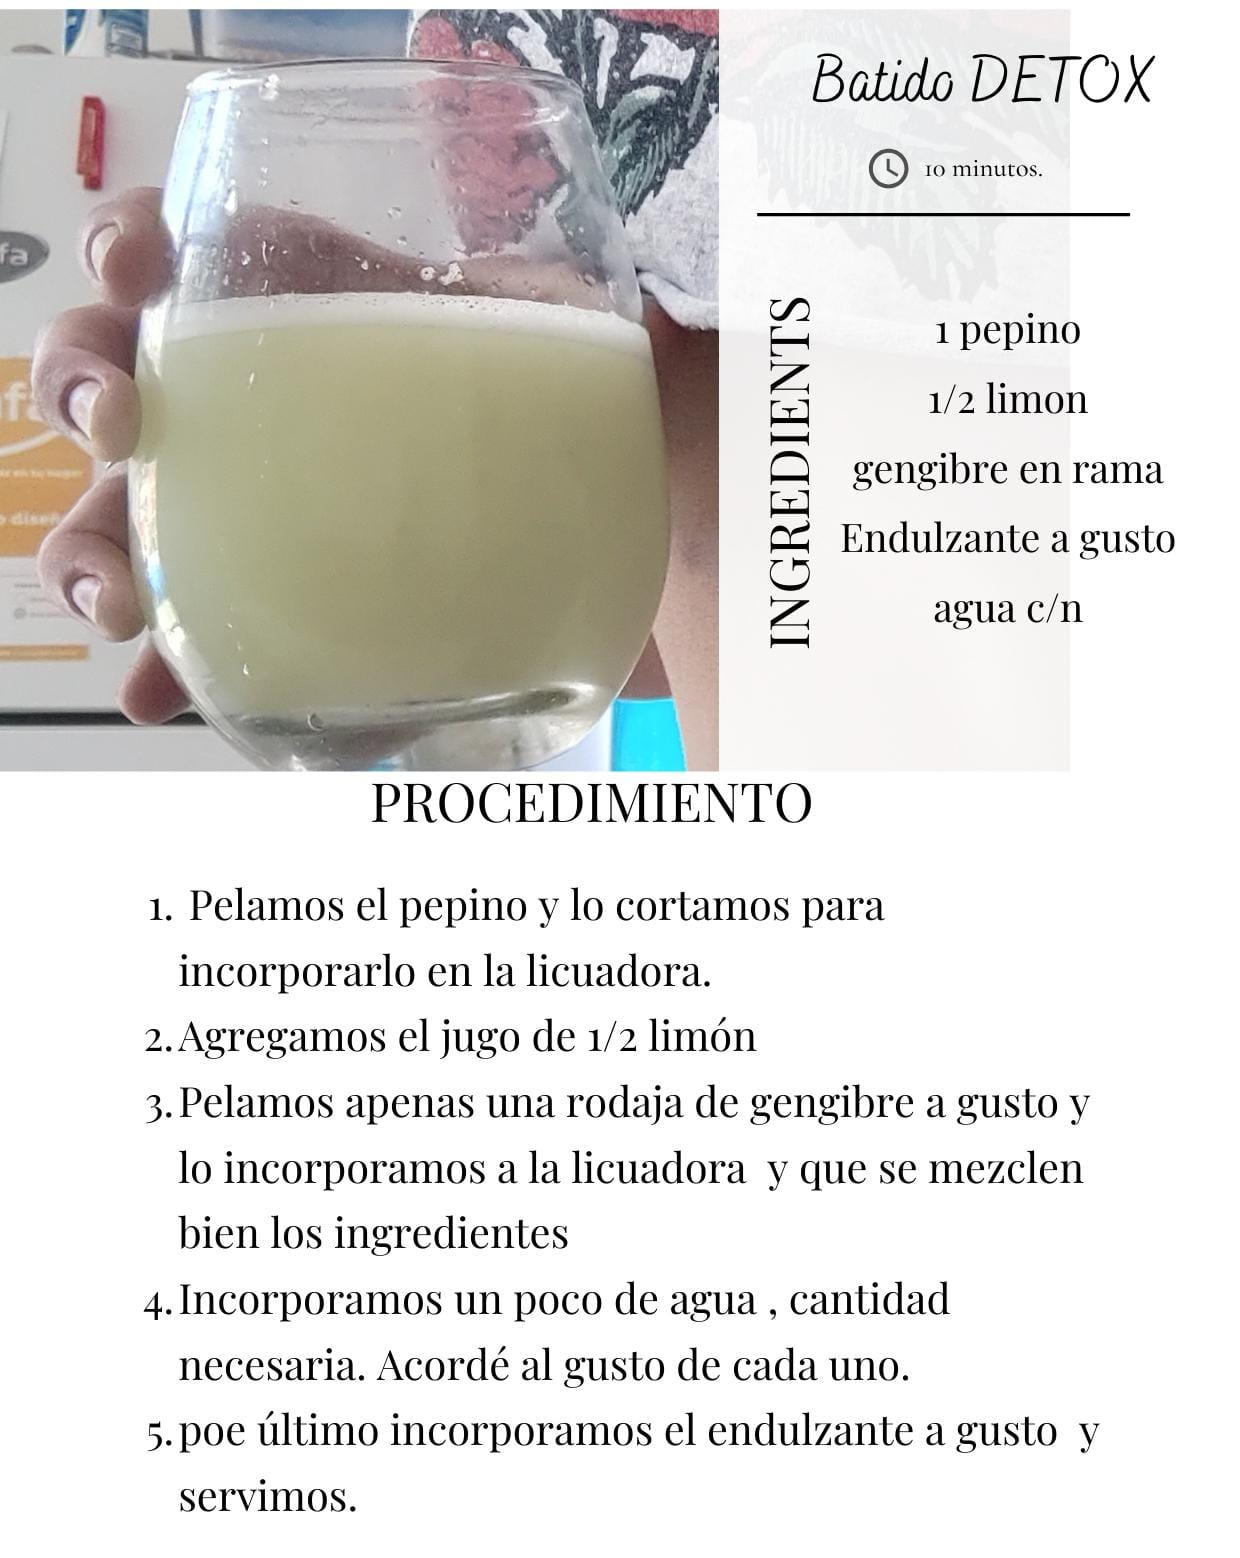 Batido DETOX
10 minutos.
INGREDIENTS
1 pepino
1/2 limon
gengibre en rama
Endulzante a gusto
agua c/n
fa
PROCEDIMIENTO
1. Pelamos el pepino y lo cortamos para
incorporarlo en la licuadora.
2. Agregamos el jugo de 1/2 limón
3. Pelamos apenas una rodaja de gengibre a gusto y
lo incorporamos a la licuadora y que se mezclen
bien los ingredientes
4. Incorporamos un poco de agua , cantidad
necesaria. Acordé al gusto de cada uno.
5. poe último incorporamos el endulzante a gusto y
servimos.